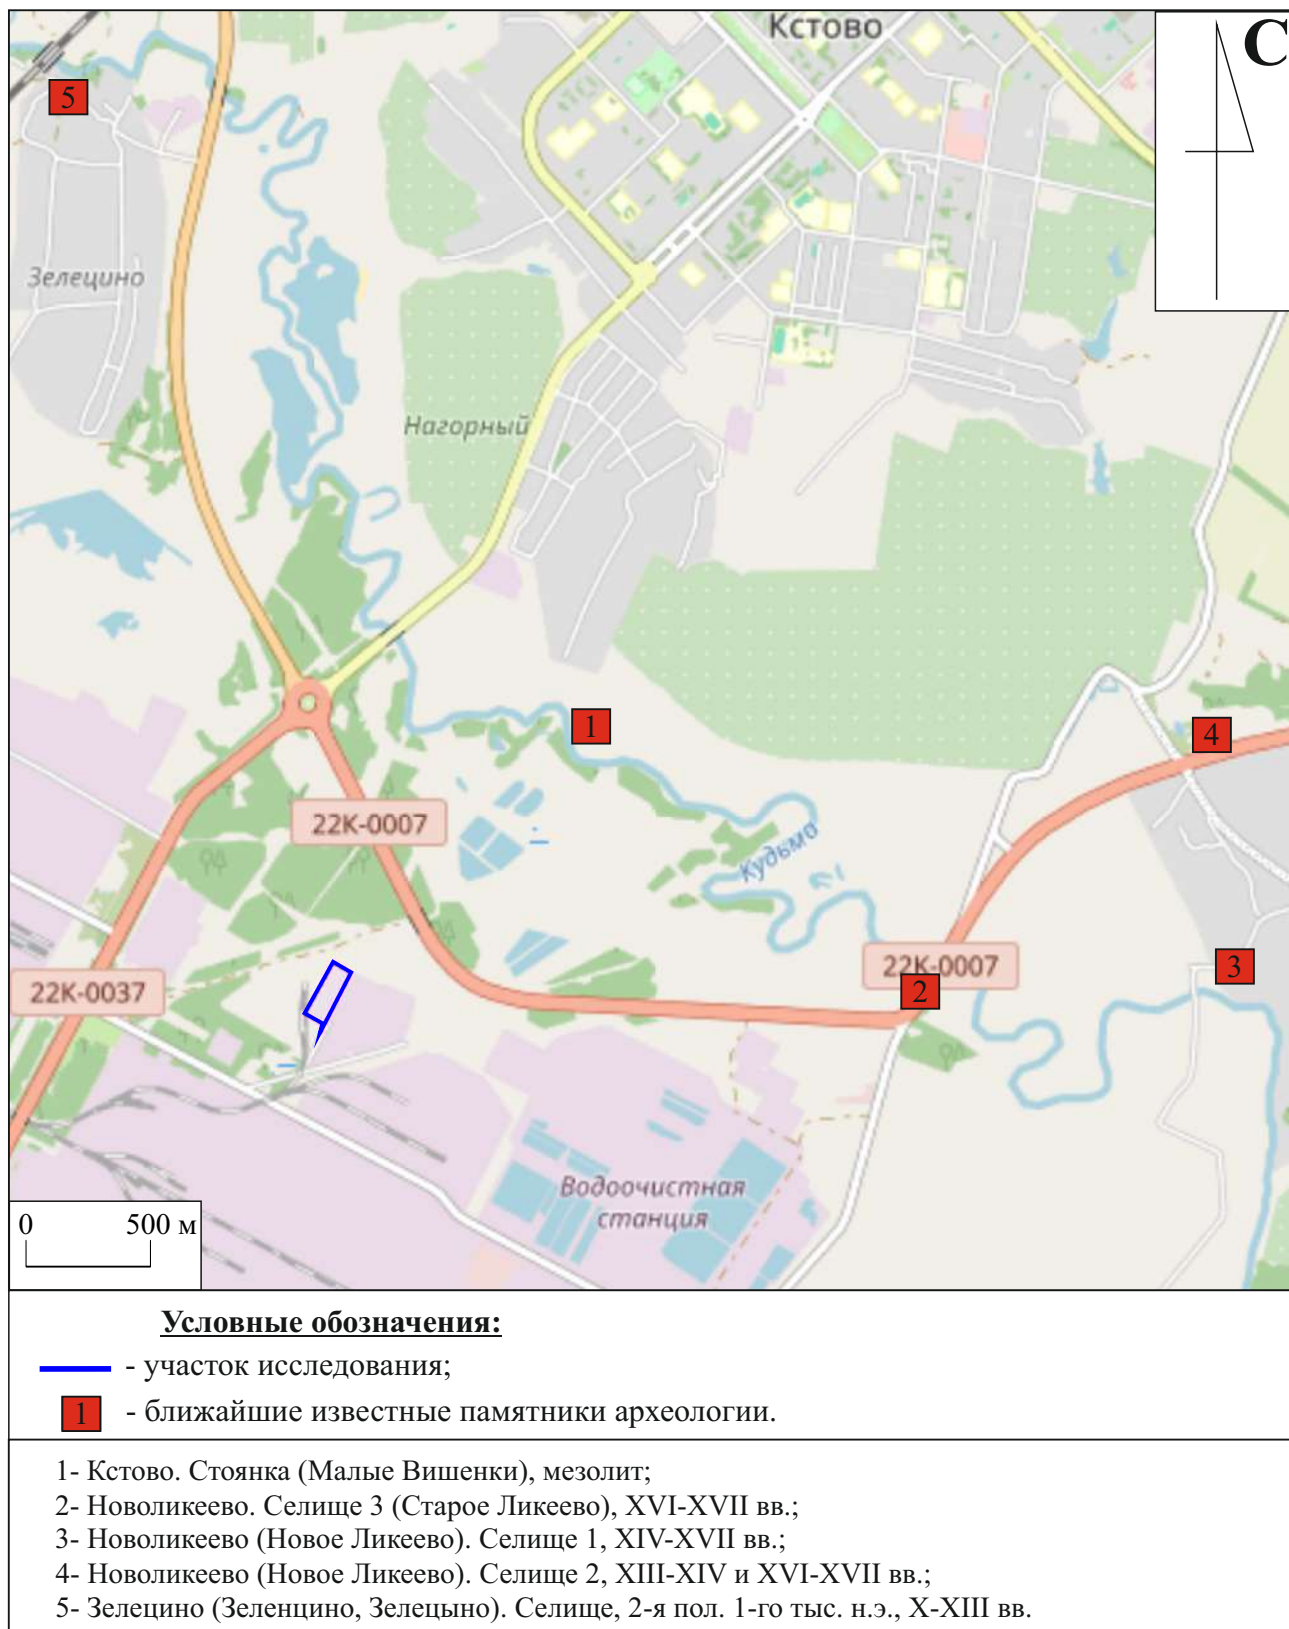 Кстово
С
5
Зелецино
Нагорный
1
4
22К-0007
Кудьма
22К-0007
3
22К-0037
2
Водоочистная
станция
0 500 м
Условные обозначения:
- участок исследования;
1 - ближайшие известные памятники археологии.
1- Кстово. Стоянка (Малые Вишенки), мезолит;
2- Новоликеево. Селище 3 (Старое Ликеево), XVI-XVII вв.;
3- Новоликеево (Новое Ликеево). Селище 1, XIV-XVII вв.;
4- Новоликеево (Новое Ликеево). Селище 2, XIII-XIV и XVI-XVII вв.;
5- Зелецино (Зеленцино, Зелецыно). Селище, 2-я пол. 1-го тыс. н.э., X-XIII вв.